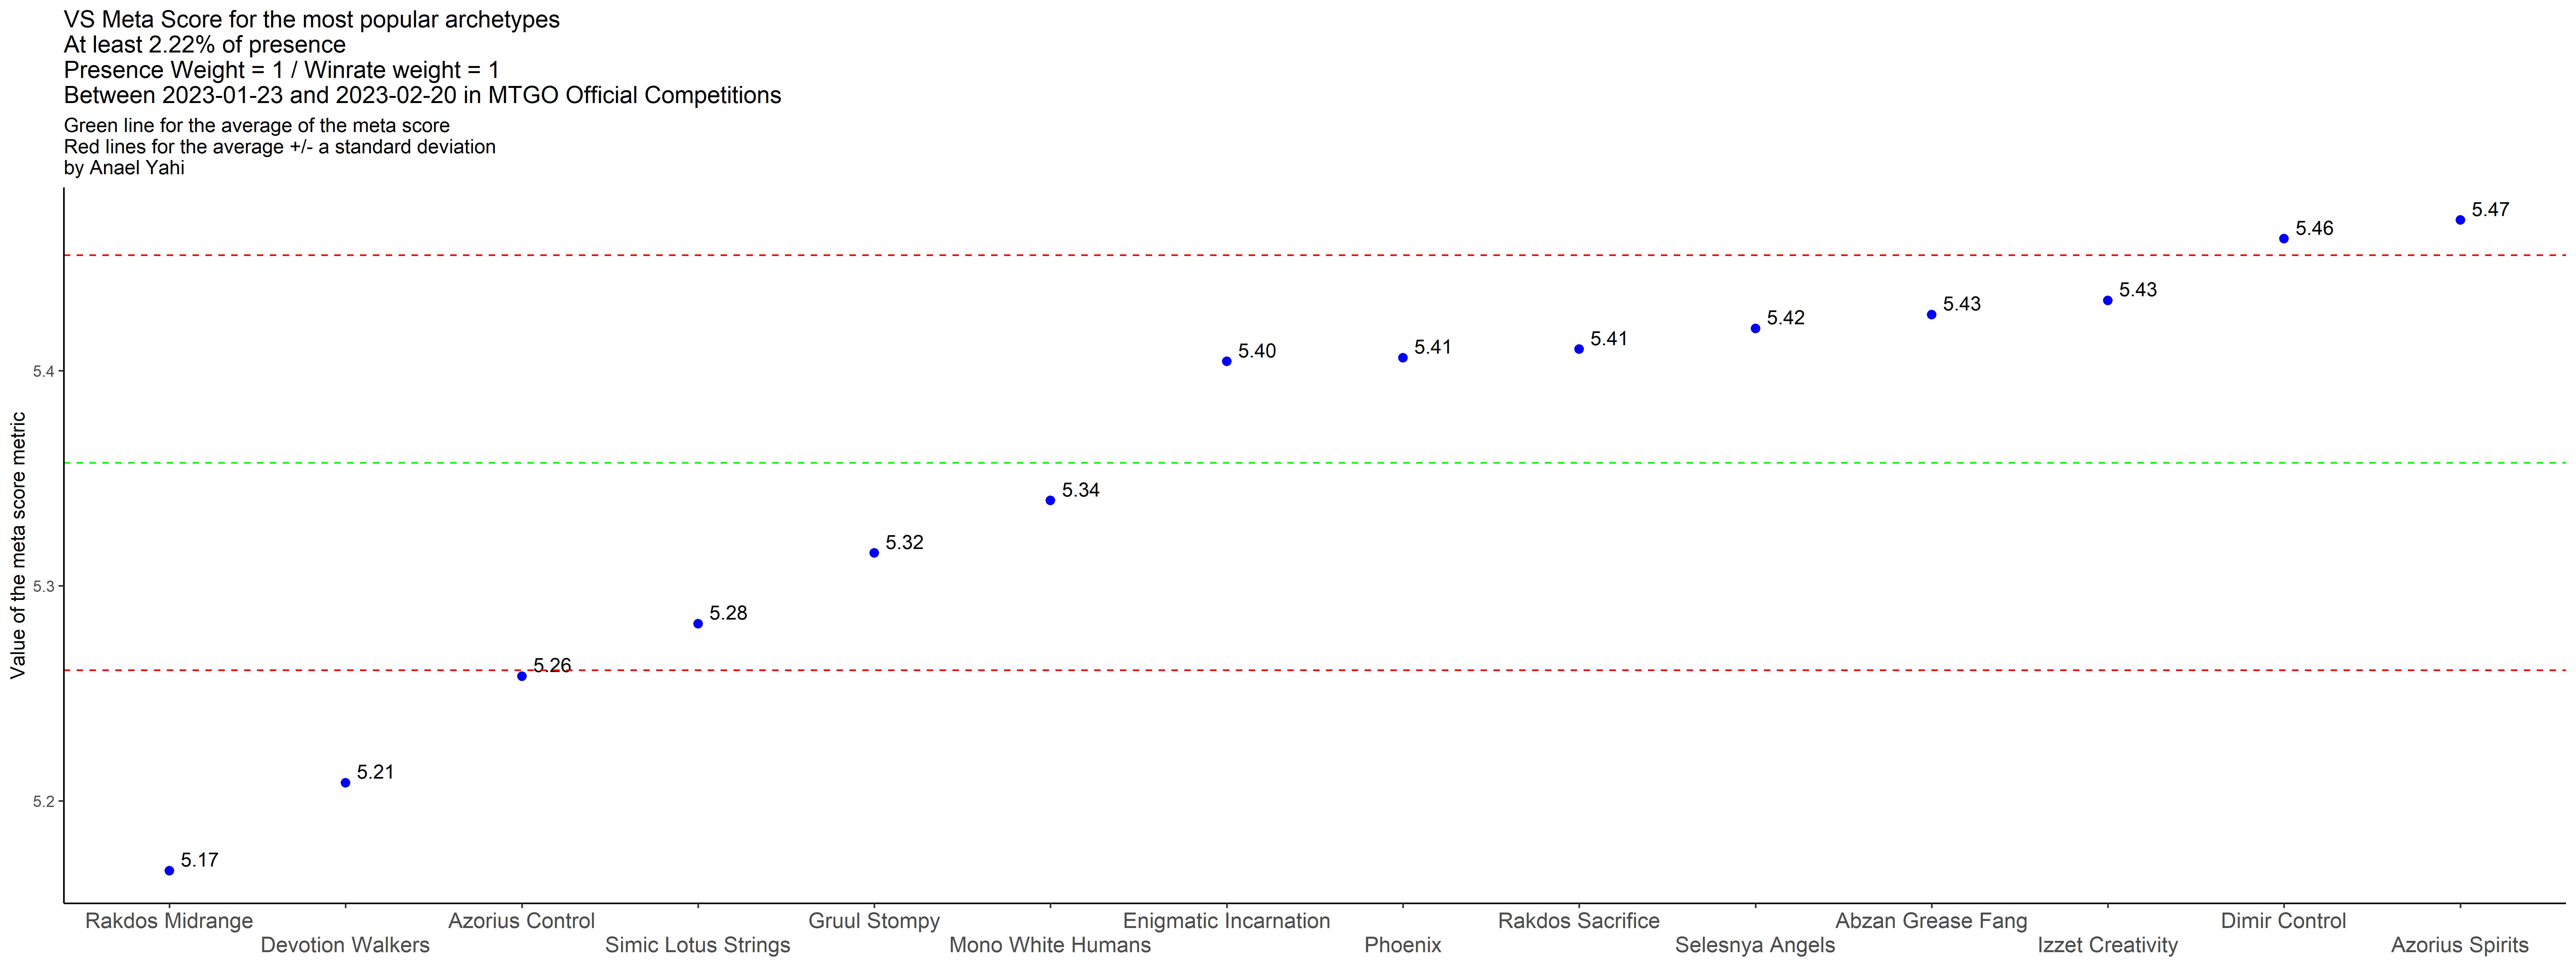 VS Meta Score for the most popular archetypes
At least 2.22% of presence
Presence Weight = 1 / Winrate weight = 1
Between 2023-01-23 and 2023-02-20 in MTGO Official Competitions
Green line for the average of the meta score
Red lines for the average +/- a standard deviation
by Anael Yahi
Value of the meta score metric
5.4
5.3
5.2
5.17
5.21
5.26
5.28
5.32
5.34
5.40
5.41
5.41
5.42
5.43
5.43
5.46
5.47
Rakdos Midrange
Devotion Walkers
Azorius Control
Simic Lotus Strings
Gruul Stompy
Mono White Humans
Enigmatic Incarnation
Phoenix
Rakdos Sacrifice
Selesnya Angels
Abzan Grease Fang
Izzet Creativity
Dimir Control
Azorius Spirits